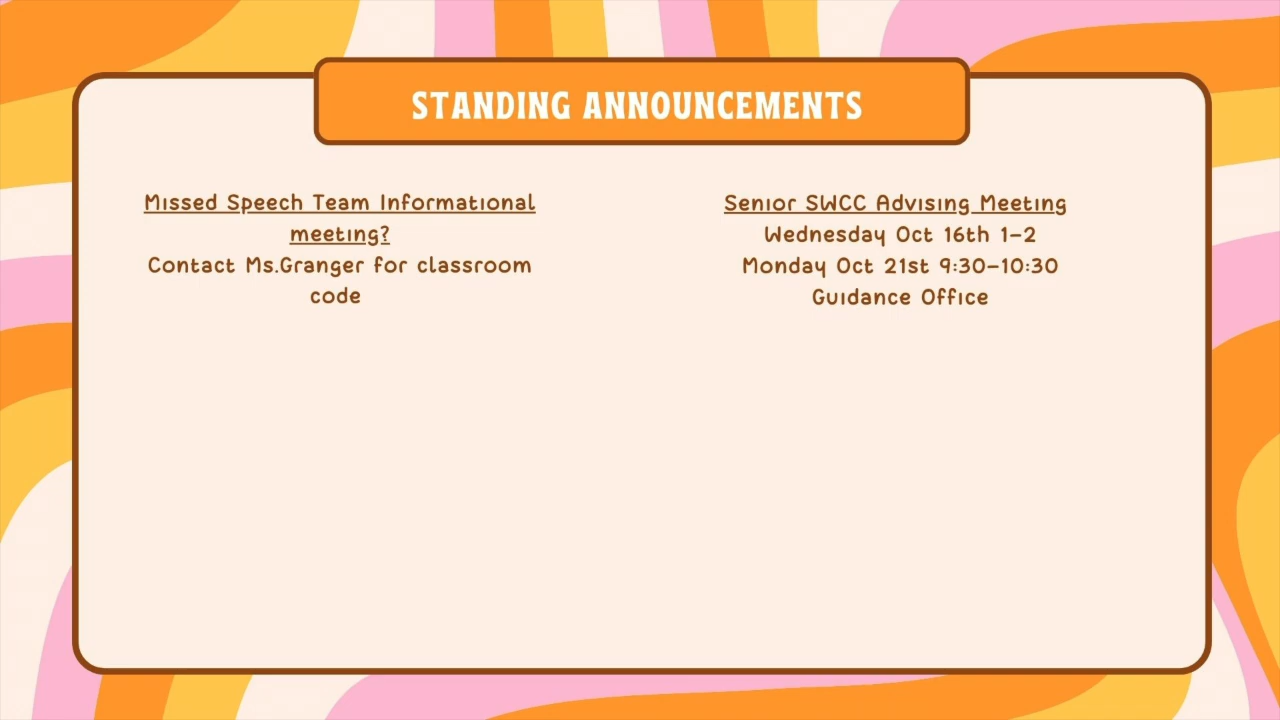 STANDING ANNOUNCEMENTS
Missed Speech Team Informational
meeting?
Contact Ms.Granger for classroom
code
Senior SWCC Advising Meeting
Wednesday Oct 16th 1-2
Monday Oct 21st 9:30-10:30
Guidance Office